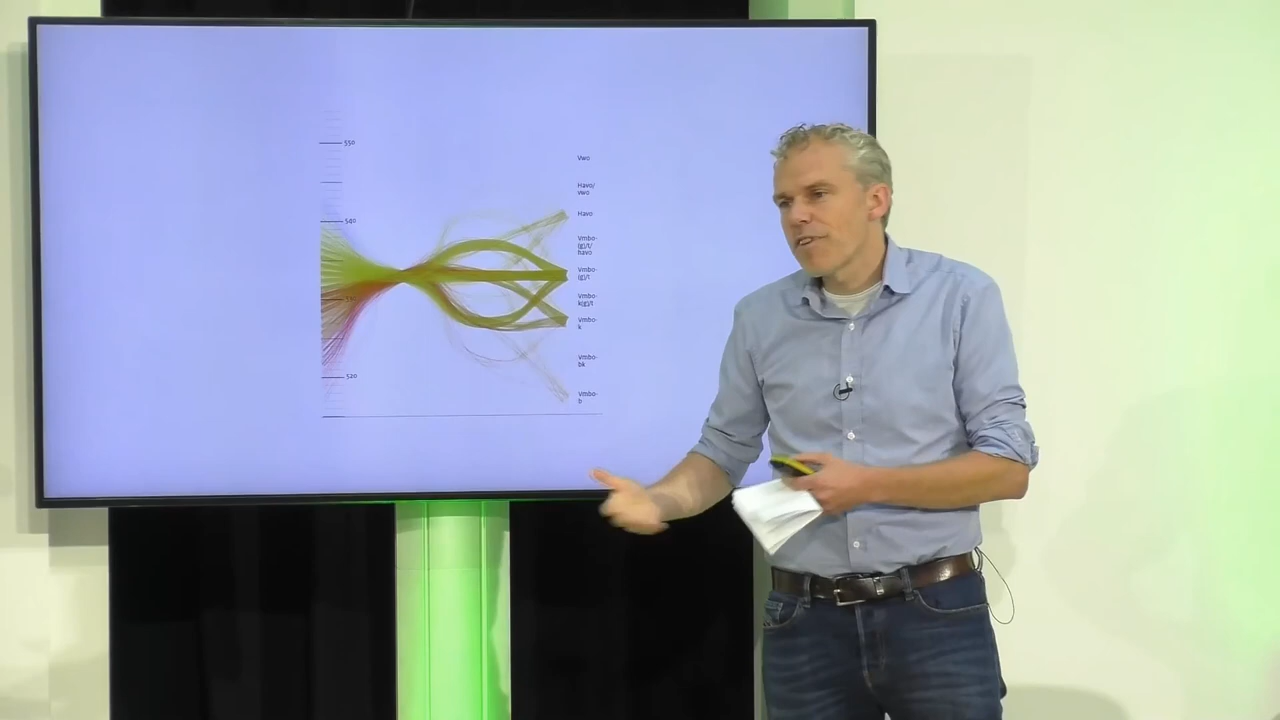 550
540
520
Vwo
Havo/
vwo
Havo
Vmbo-
(g)/t/
havo
Vmbo-
(g)/t
Vmbo-
k(g)/t
Vmbo-
k
Vmbo-
bk
Vmbo-
b